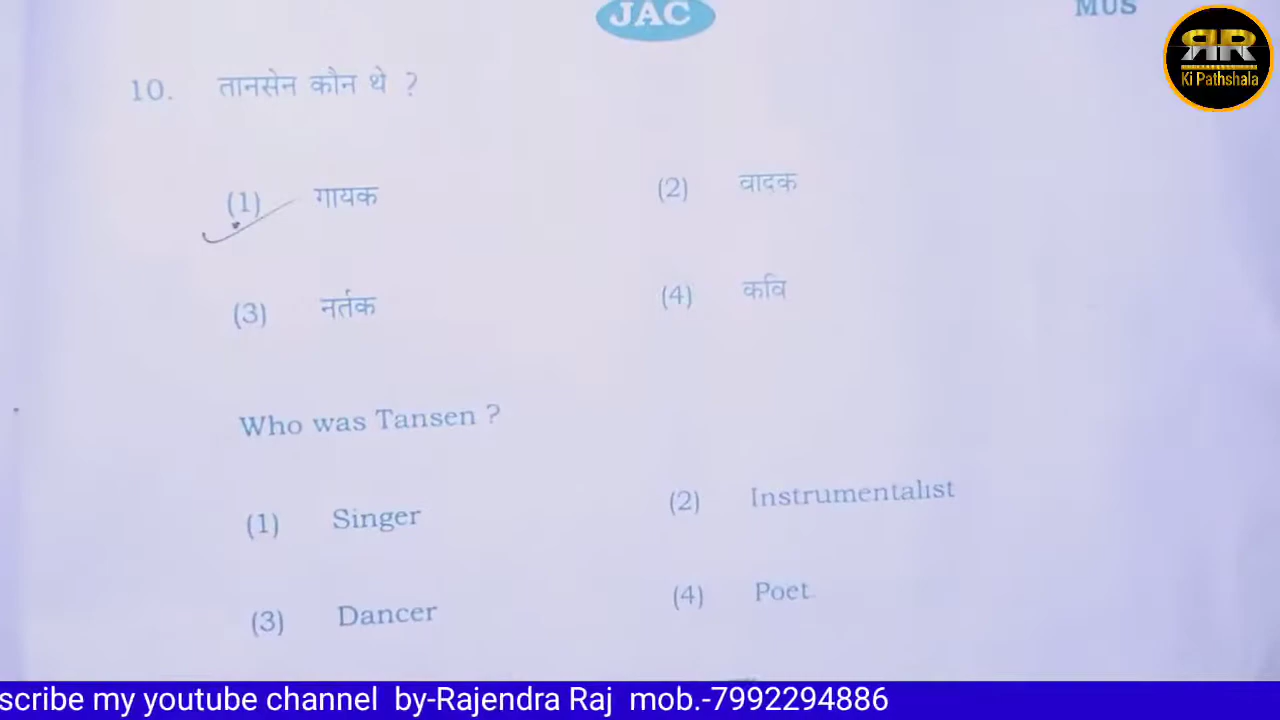 JAC
MUS
RR
Ki Pathshala
10. तानसेन कौन थे ?
(1) गायक (2) वादक
(3) नर्तक (4) कवि
Who was Tansen ?
(1) Singer (2) Instrumentalist
(3) Dancer (4) Poet
scribe my youtube channel by-Rajendra Raj mob.-7992294886